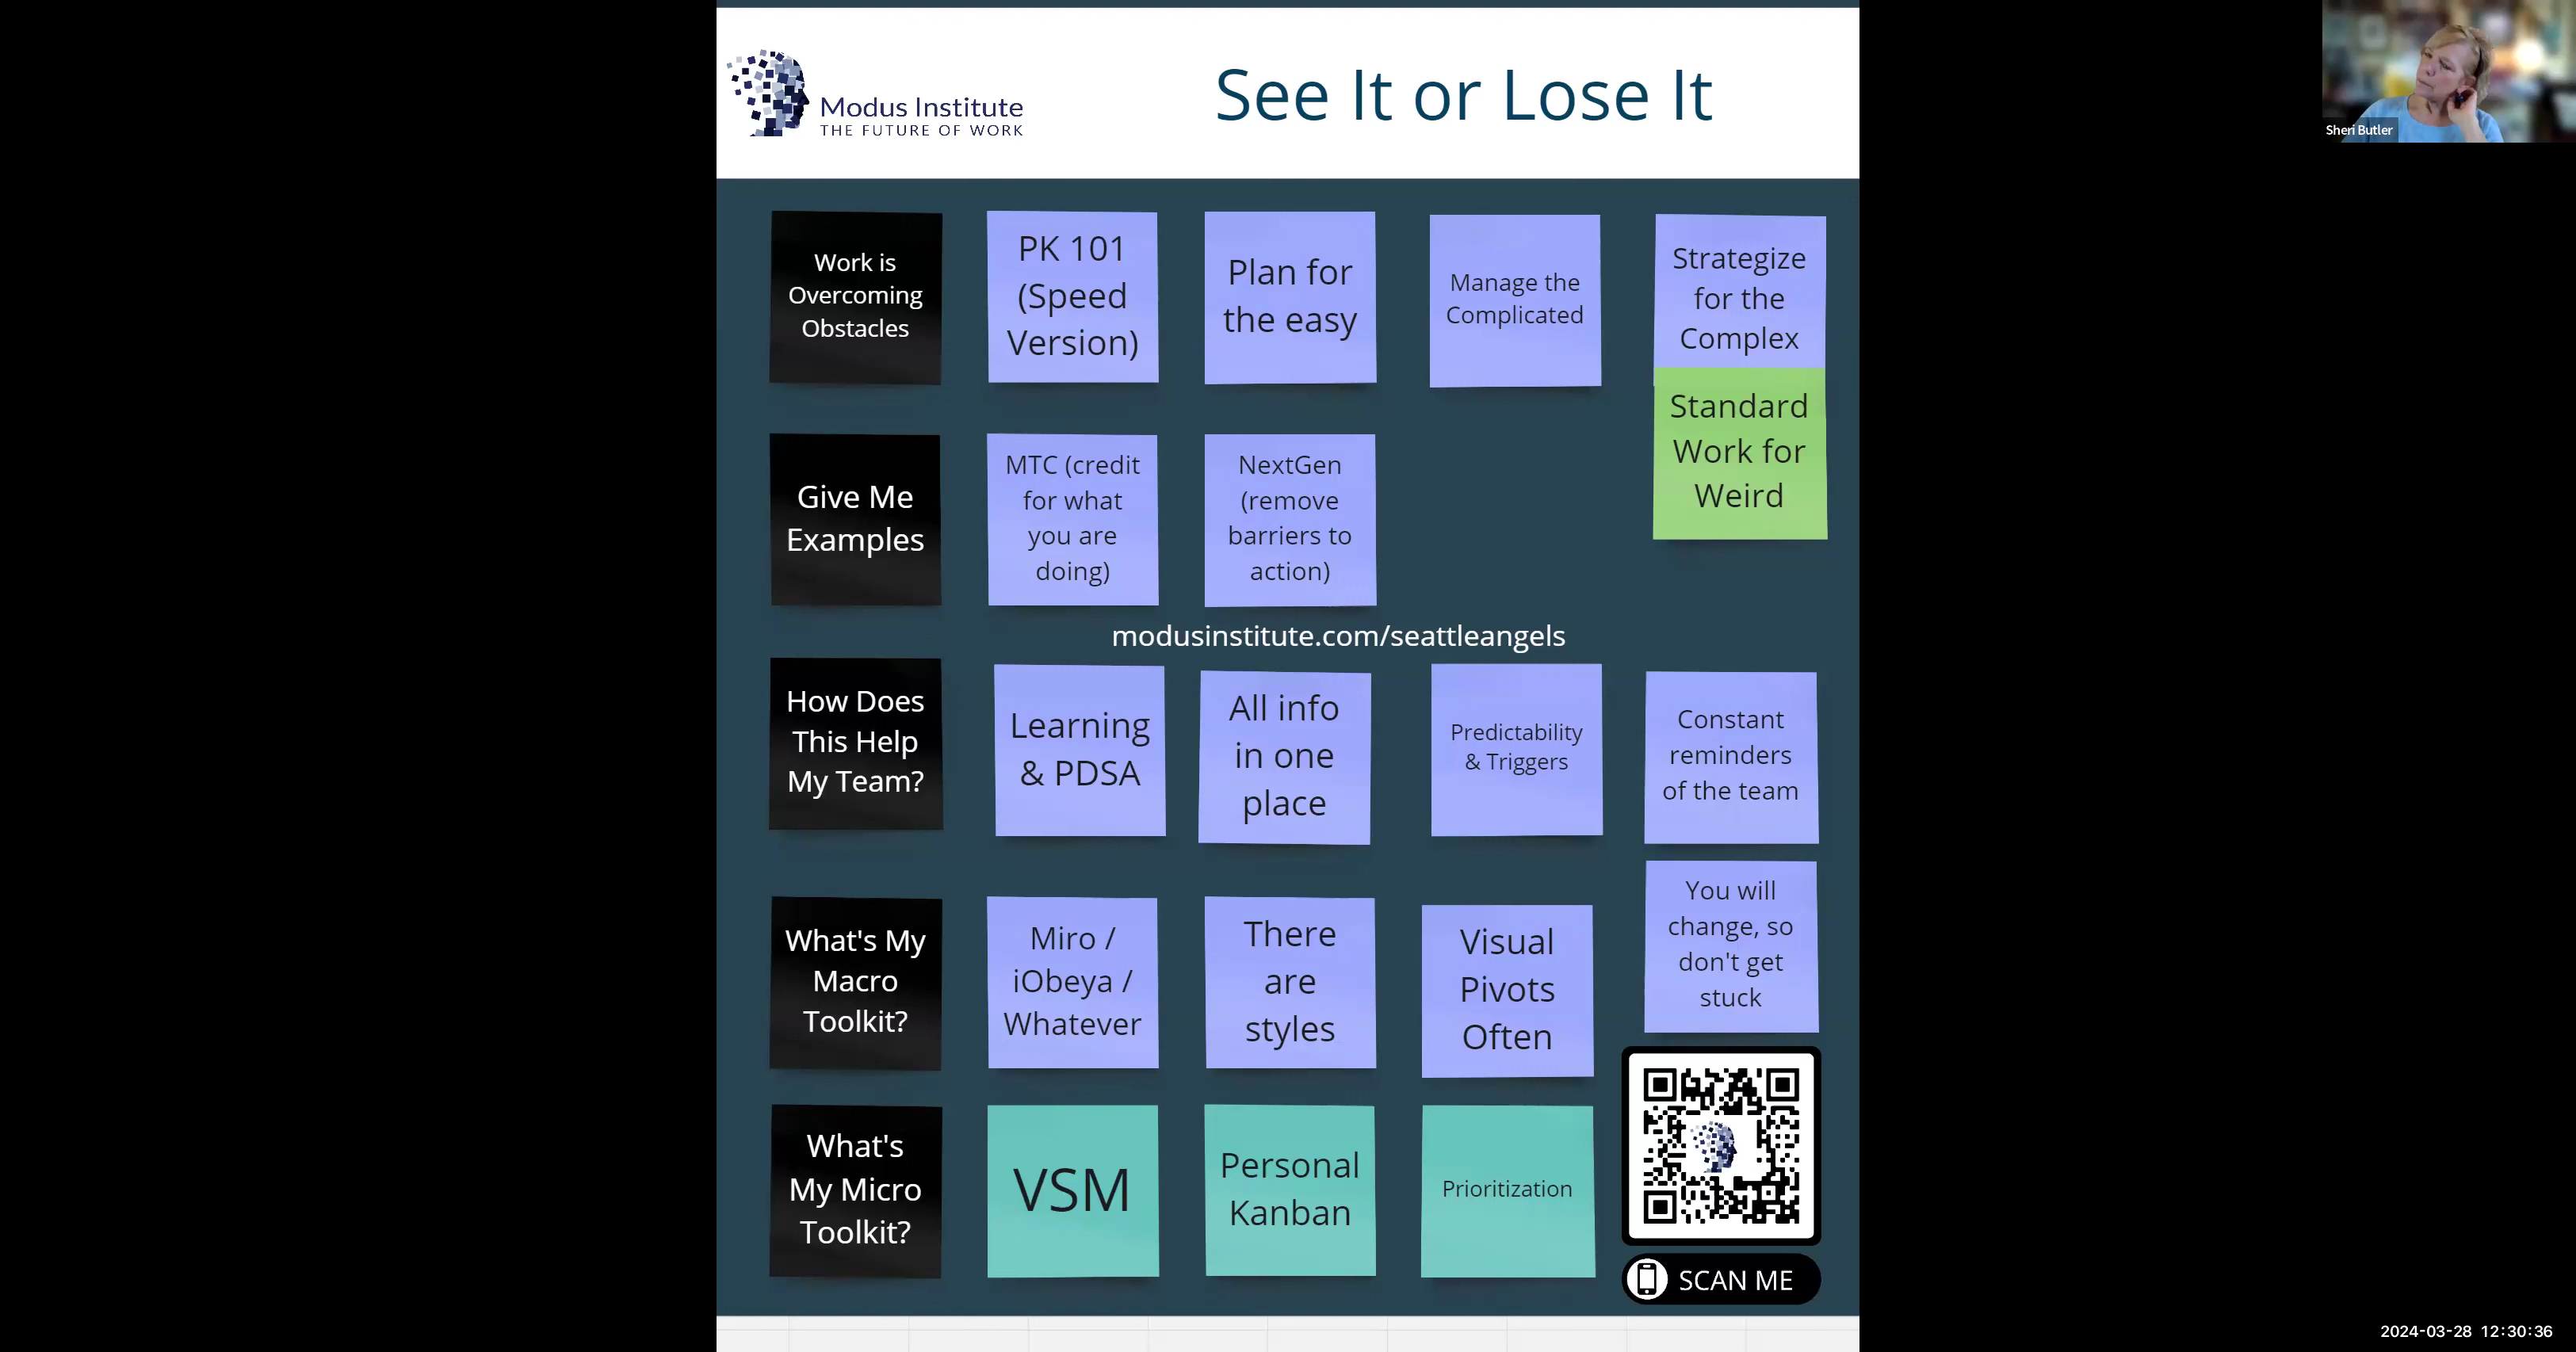 Modus Institute
THE FUTURE OF WORK
See It or Lose It
Sheri Butler
Work is
Overcoming
Obstacles
PK 101
(Speed
Version)
Plan for
the easy
Manage the
Complicated
Strategize
for the
Complex
Standard
Work for
Weird
Give Me
Examples
MTC (credit
for what
you are
doing)
NextGen
(remove
barriers to
action)
modusinstitute.com/seattleangels
How Does
This Help
My Team?
Learning
& PDSA
All info
in one
place
Predictability
& Triggers
Constant
reminders
of the team
What's My
Macro
Toolkit?
Miro /
iObeya /
Whatever
There
are
styles
Visual
Pivots
Often
You will
change, so
don't get
stuck
What's
My Micro
Toolkit?
VSM
Personal
Kanban
Prioritization
SCAN ME
2024-03-28 12:30:36